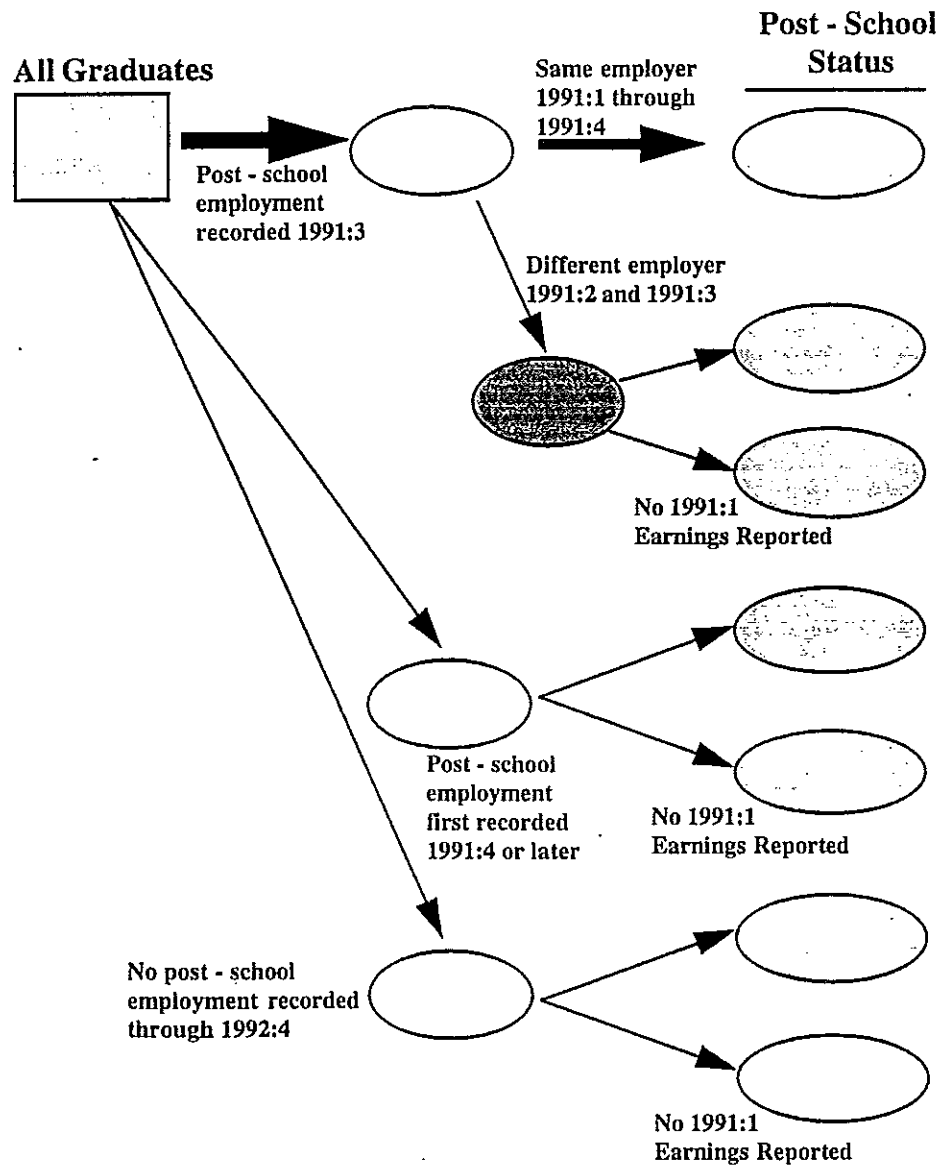 Post - School
Status
All Graduates
Same employer
1991:1 through
1991:4
Post - school
employment
recorded 1991:3
Different employer
1991:2 and 1991:3
No 1991:1
Earnings Reported
Post - school
employment
first recorded
1991:4 or later
No 1991:1
Earnings Reported
No post - school
employment recorded
through 1992:4
No 1991:1
Earnings Reported